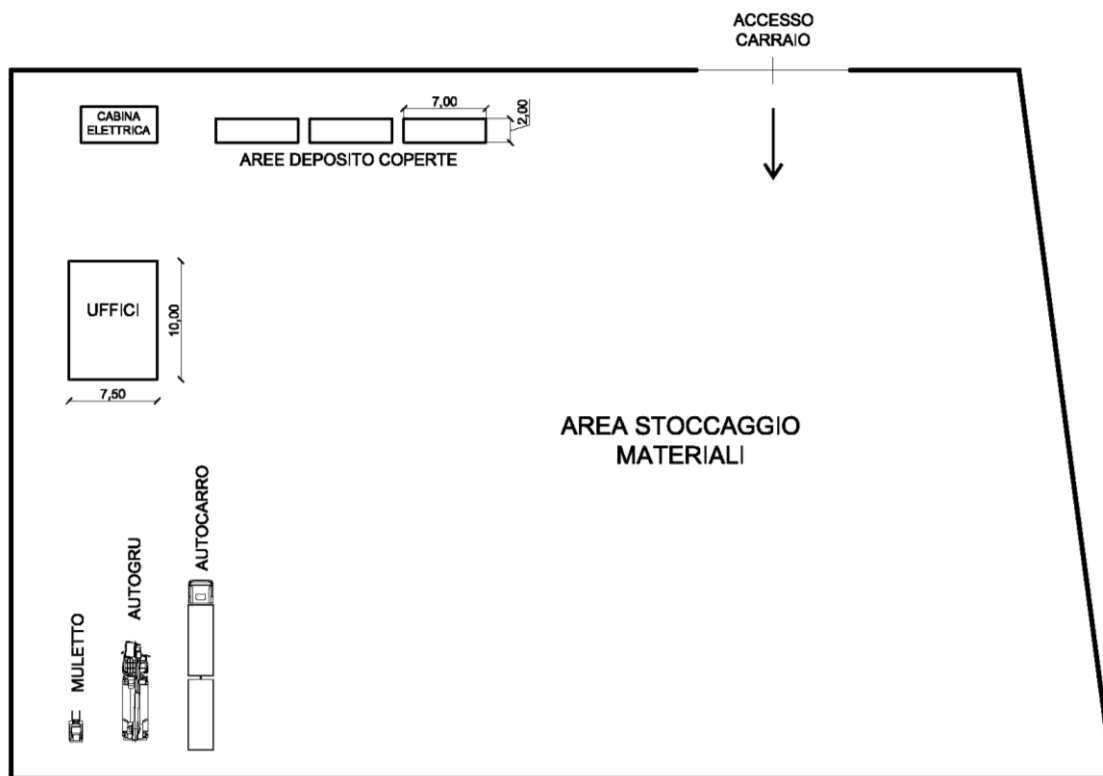 ACCESSO
CARRAIO
CABINA
ELETTRICA
7,00
2,00
AREE DEPOSITO COPERTE
UFFICI
10,00
7,50
AREA STOCCAGGIO
MATERIALI
AUTOCARRO
AUTOGRU
MULETTO